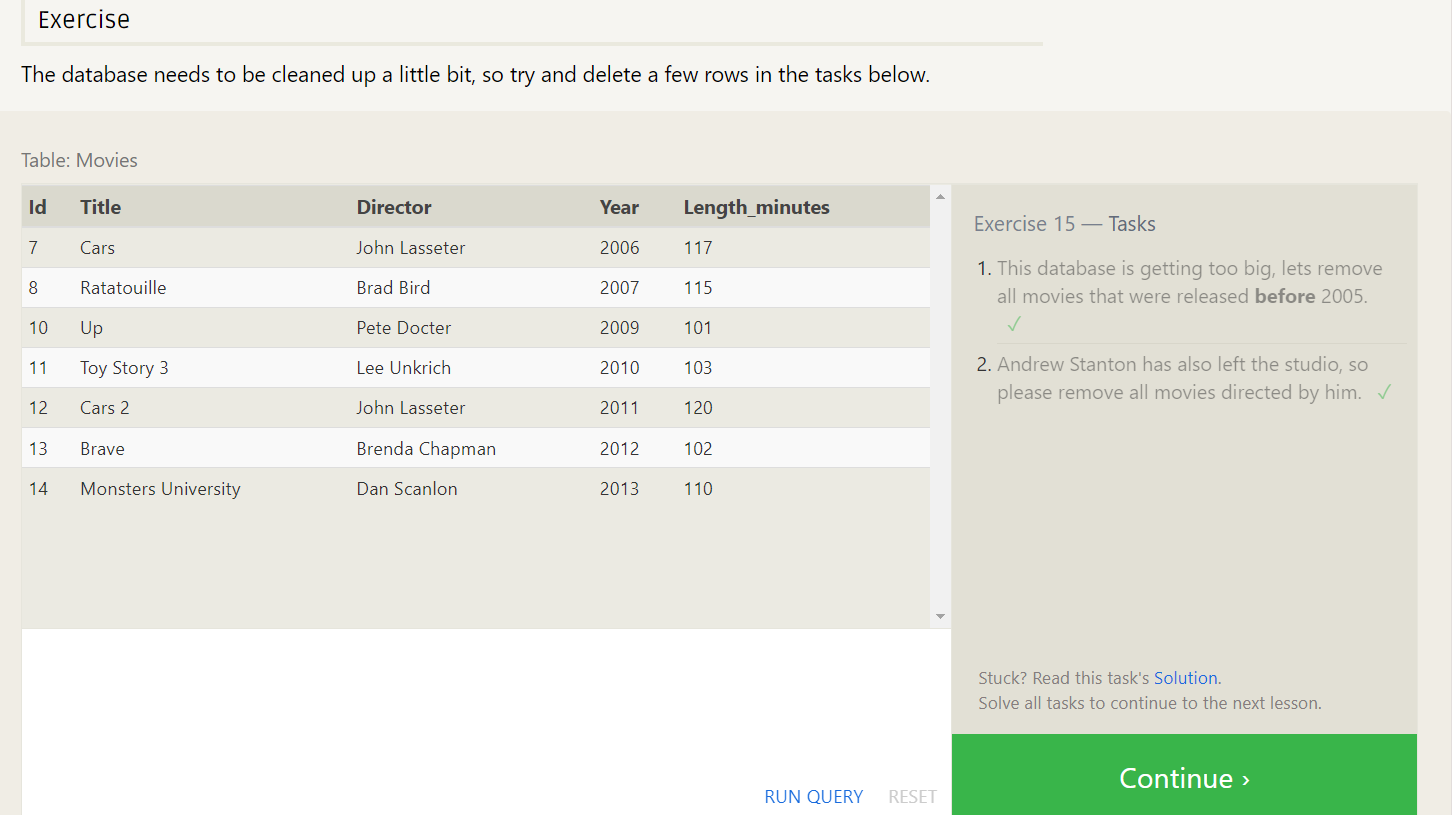 Exercise
The database needs to be cleaned up a little bit, so try and delete a few rows in the tasks below.
Table: Movies
Id Title Director Year Length_minutes
7 Cars John Lasseter 2006 117
8 Ratatouille Brad Bird 2007 115
10 Up Pete Docter 2009 101
11 Toy Story 3 Lee Unkrich 2010 103
12 Cars 2 John Lasseter 2011 120
13 Brave Brenda Chapman 2012 102
14 Monsters University Dan Scanlon 2013 110
RUN QUERY RESET
Exercise 15 — Tasks
1. This database is getting too big, lets remove
all movies that were released before 2005.
✓
2. Andrew Stanton has also left the studio, so
please remove all movies directed by him. ✓
Stuck? Read this task's Solution.
Solve all tasks to continue to the next lesson.
Continue ›